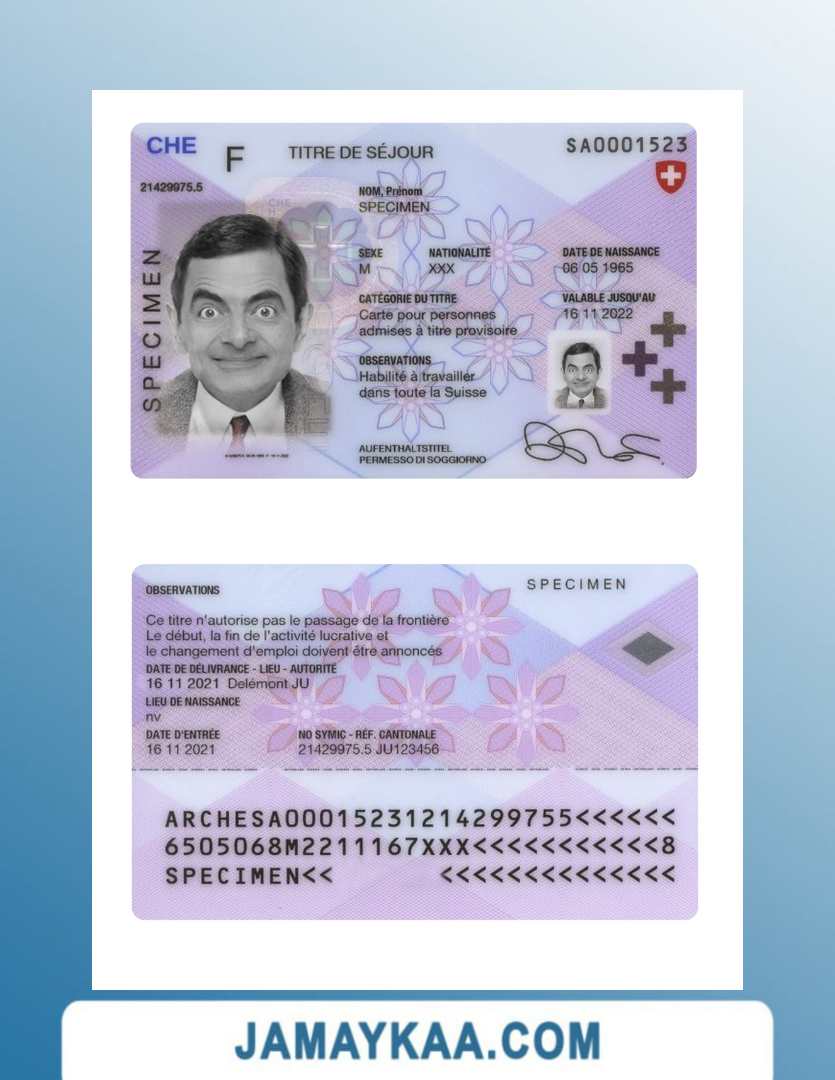 CHE
F
TITRE DE SÉJOUR
SA0001523
21429975.5
SPECIMEN
NOM, Prénom
SPECIMEN
SEXE NATIONALITÉ DATE DE NAISSANCE
M XXX 06 05 1965
CATÉGORIE DU TITRE VALABLE JUSQU'AU
Carte pour personnes 16 11 2022
admises à titre provisoire
OBSERVATIONS
Habilité à travailler
dans toute la Suisse
AUFENTHALTSTITEL
PERMESSO DI SOGGIORNO
OBSERVATIONS
SPECIMEN
Ce titre n'autorise pas le passage de la frontière
Le début, la fin de l'activité lucrative et
le changement d'emploi doivent être annoncés
DATE DE DÉLIVRANCE - LIEU - AUTORITÉ
16 11 2021 Delémont JU
LIEU DE NAISSANCE
nv
DATE D'ENTRÉE NO SYMIC - RÉF. CANTONALE
16 11 2021 21429975.5 JU123456
ARCHESA00015231214299755<<<<<<
6505068M2211167XXX<<<<<<<<<<<8
SPECIMEN<< <<<<<<<<<<<<<<
JAMAYKAA.COM